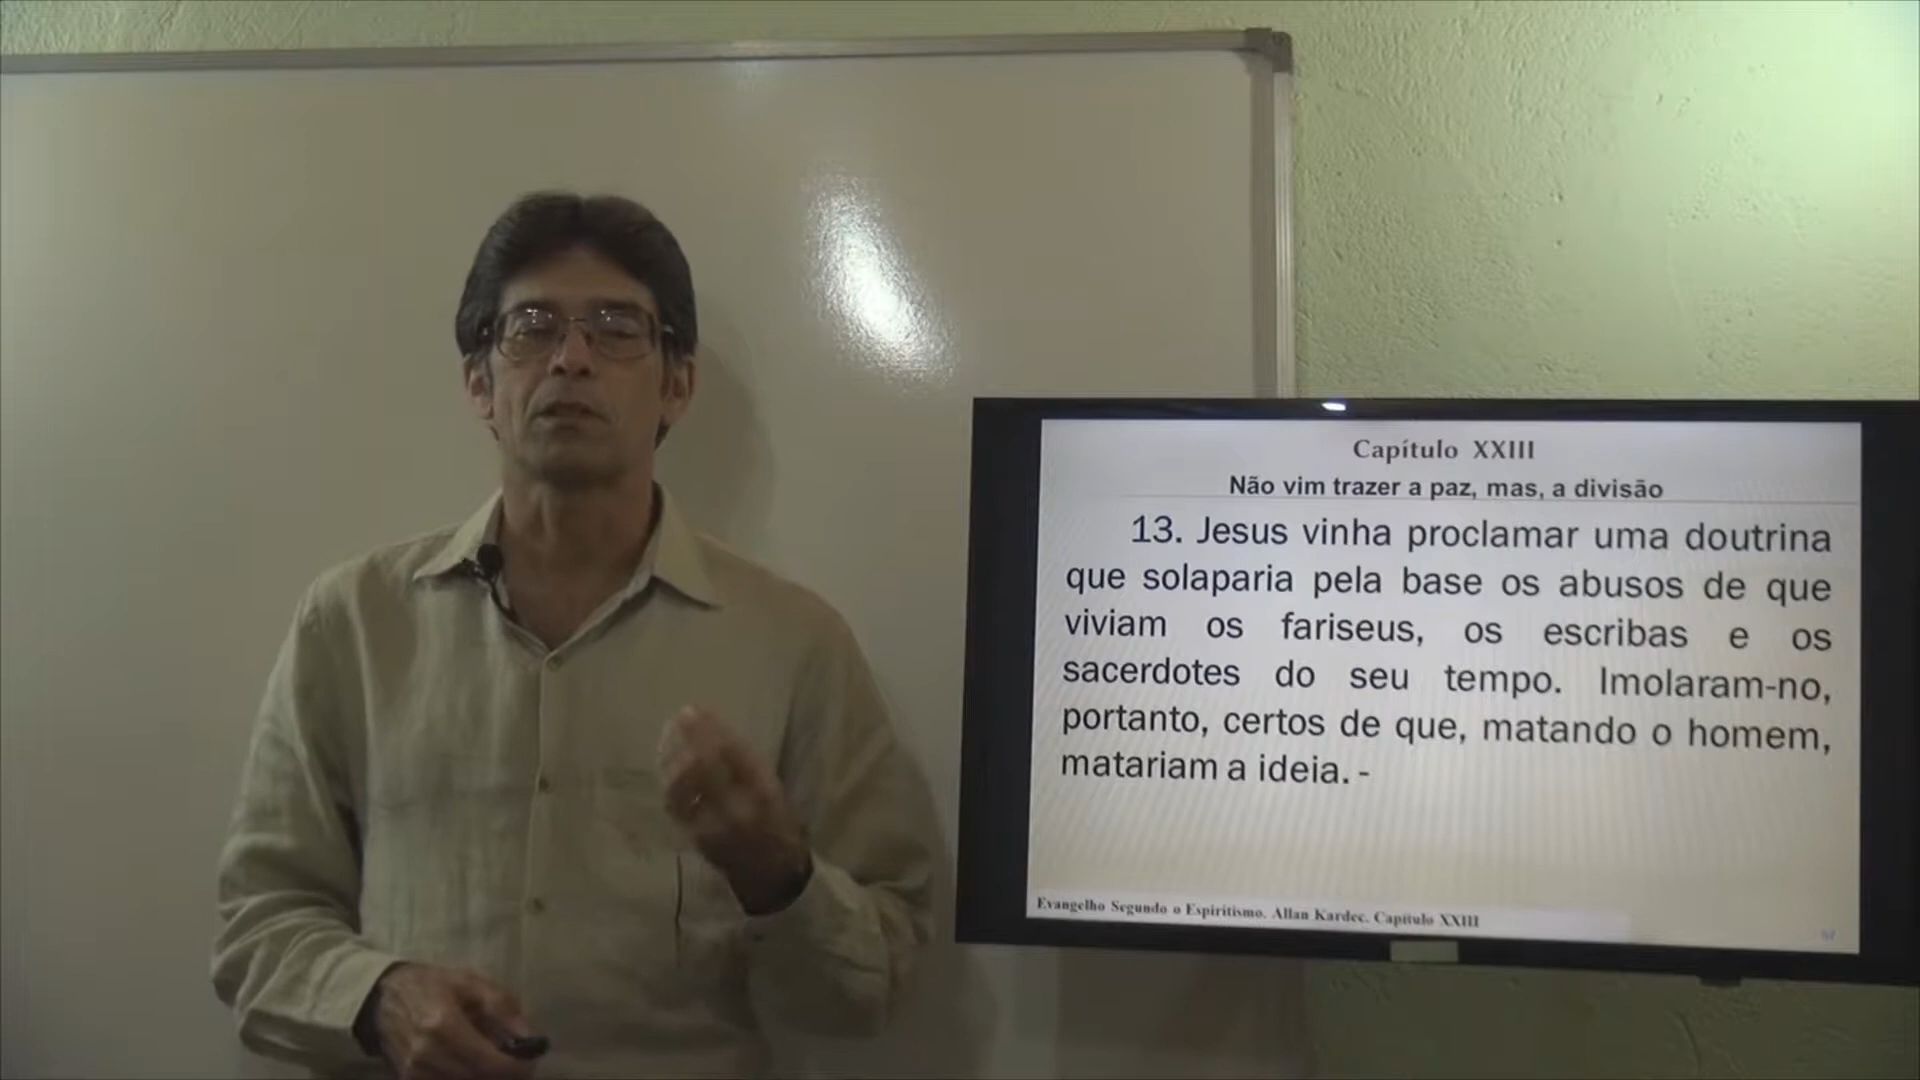 Capítulo XXIII
Não vim trazer a paz, mas, a divisão
13. Jesus vinha proclamar uma doutrina
que solaparia pela base os abusos de que
viviam os fariseus, os escribas e os
sacerdotes do seu tempo. Imolaram-no,
portanto, certos de que, matando o homem,
matariam a ideia. -
Evangelho Segundo o Espiritismo. Allan Kardec. Capítulo XXIII